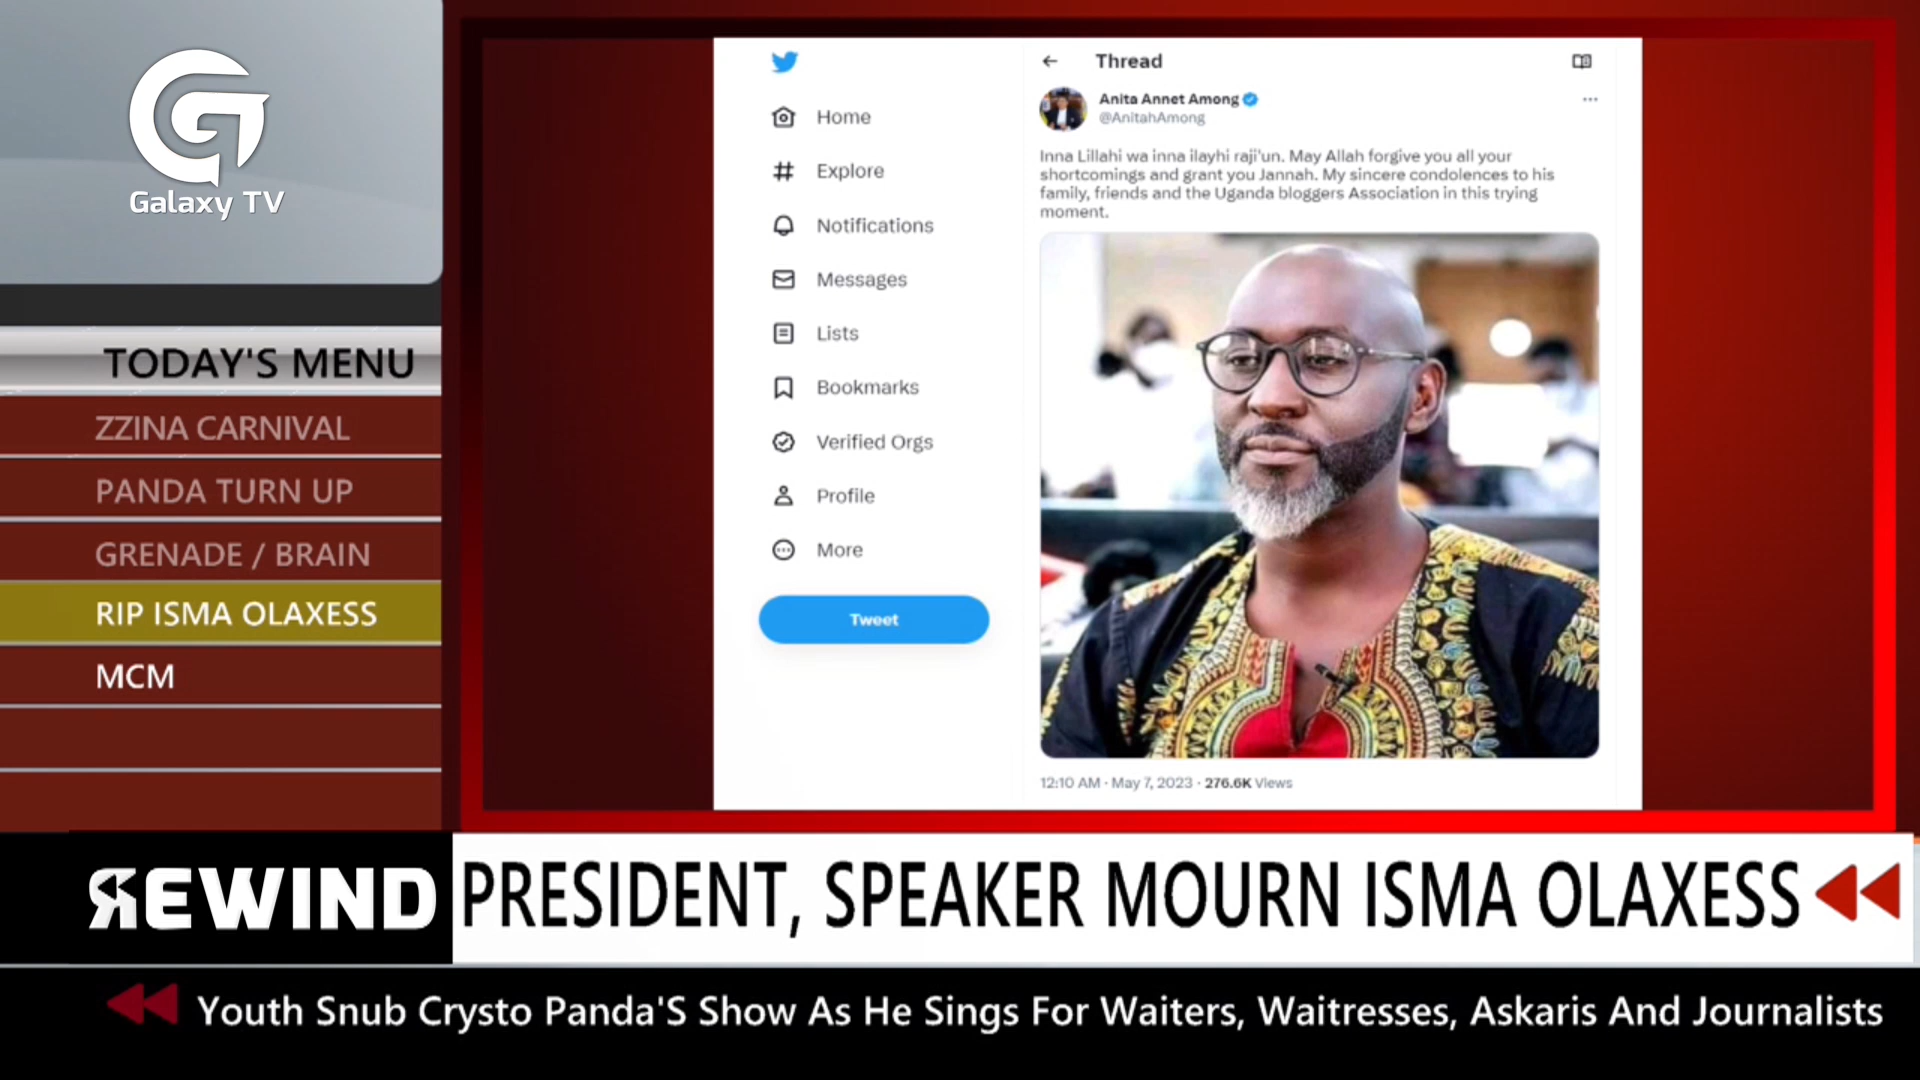 Galaxy TV
TODAY'S MENU
ZZINA CARNIVAL
PANDA TURN UP
GRENADE / BRAIN
RIP ISMA OLAXESS
MCM
Home
Explore
Notifications
Messages
Lists
Bookmarks
Verified Orgs
Profile
More
Tweet
Thread
Anita Annet Among
@AnitahAmong
Inna Lillahi wa inna ilayhi raji'un. May Allah forgive you all your
shortcomings and grant you Jannah. My sincere condolences to his
family, friends and the Uganda bloggers Association in this trying
moment.
12:10 AM · May 7, 2023 · 276.6K Views
REWIND
PRESIDENT, SPEAKER MOURN ISMA OLAXESS
Youth Snub Crysto Panda'S Show As He Sings For Waiters, Waitresses, Askaris And Journalists